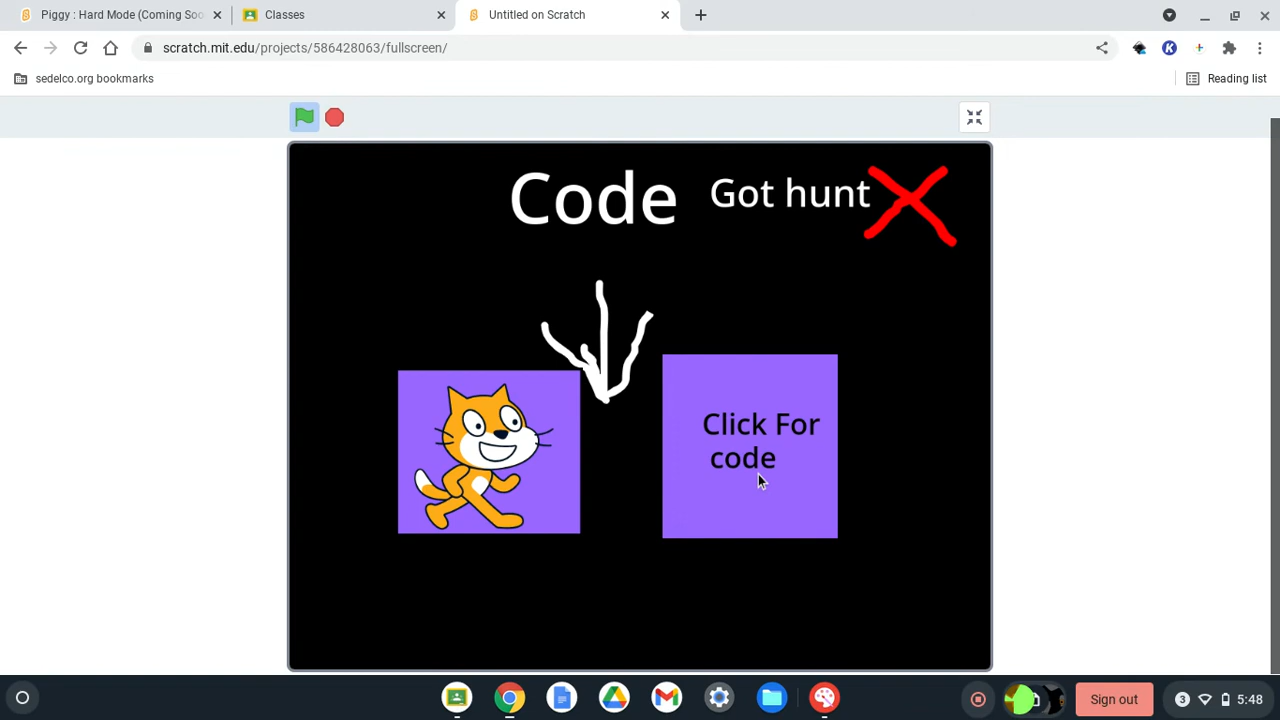 Piggy : Hard Mode (Coming Soo
Classes
Untitled on Scratch
scratch.mit.edu/projects/586428063/fullscreen/
sedelco.org bookmarks
Reading list
Code
Got hunt
Click For
code
Sign out
3
5:48